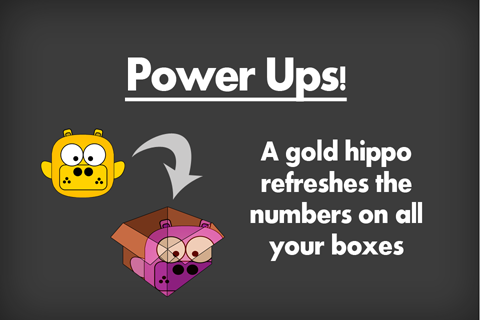 Power Ups!
A gold hippo
refreshes the
numbers on all
your boxes